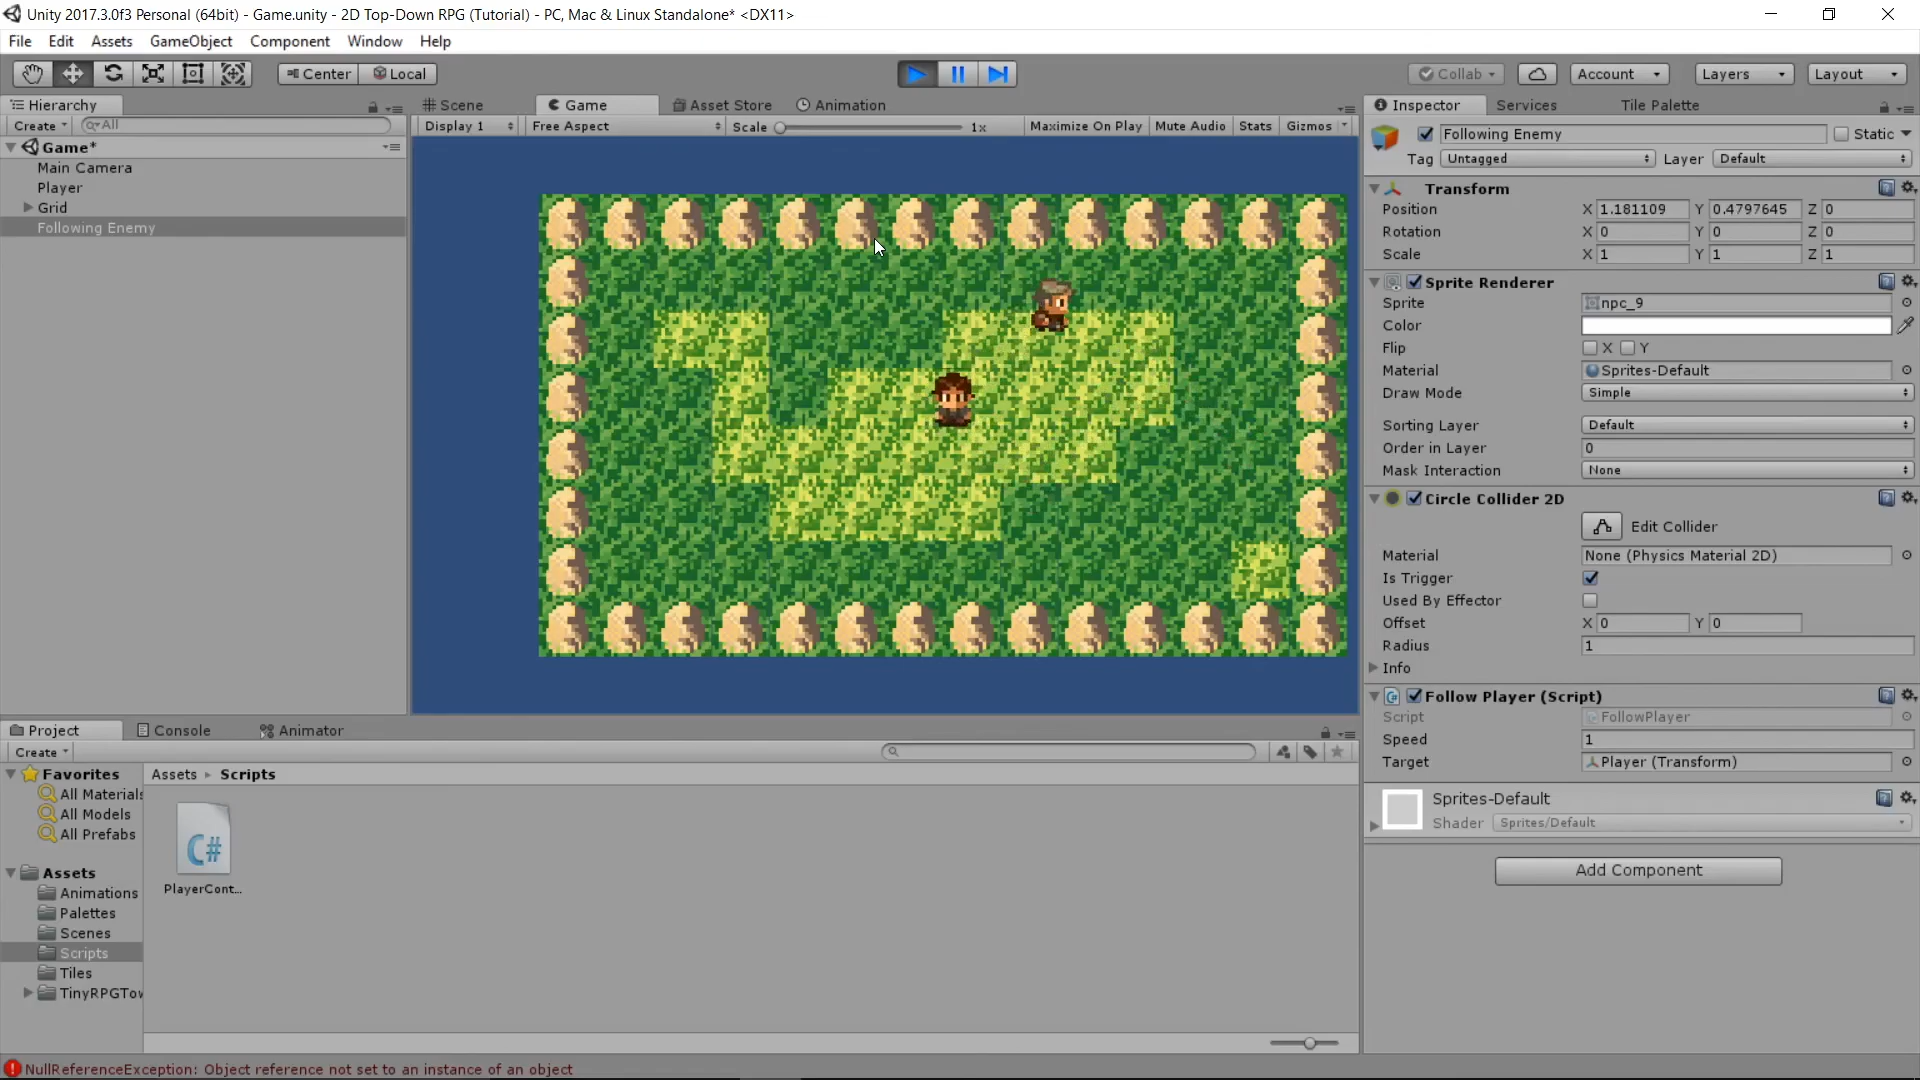 Unity 2017.3.0f3 Personal (64bit) - Game.unity - 2D Top-Down RPG (Tutorial) - PC, Mac & Linux Standalone* <DX11>
File Edit Assets GameObject Component Window Help
Center Local Collab Account Layers Layout
Hierarchy
Create All
Game*
Main Camera
Player
Grid
Following Enemy
Scene Game Asset Store Animation
Display 1 Free Aspect Scale 1x Maximize On Play Mute Audio Stats Gizmos
Inspector Services Tile Palette
Following Enemy Static
Tag Untagged Layer Default
Transform
Position X 1.181109 Y 0.4797645 Z 0
Rotation X 0 Y 0 Z 0
Scale X 1 Y 1 Z 1
Sprite Renderer
Sprite npc_9
Color
Flip X Y
Material Sprites-Default
Draw Mode Simple
Sorting Layer Default
Order in Layer 0
Mask Interaction None
Circle Collider 2D
Edit Collider
Material None (Physics Material 2D)
Is Trigger
Used By Effector
Offset X 0 Y 0
Radius 1
Info
Follow Player (Script)
Script FollowPlayer
Speed 1
Target Player (Transform)
Sprites-Default
Shader Sprites/Default
Add Component
Project Console Animator
Create
Favorites
All Materials
All Models
All Prefabs
Assets
Animations
Palettes
Scenes
Scripts
Tiles
TinyRPGTow
Assets Scripts
C#
PlayerCont...
NullReferenceException: Object reference not set to an instance of an object